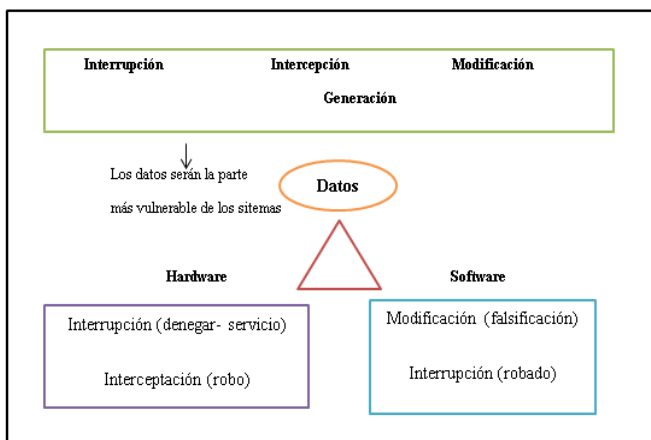 Interrupción Intercepción Modificación
Generación
Los datos serán la parte
más vulnerable de los sitemas
Datos
Hardware Software
Interrupción (denegar- servicio)
Interceptación (robo)
Modificación (falsificación)
Interrupción (robado)